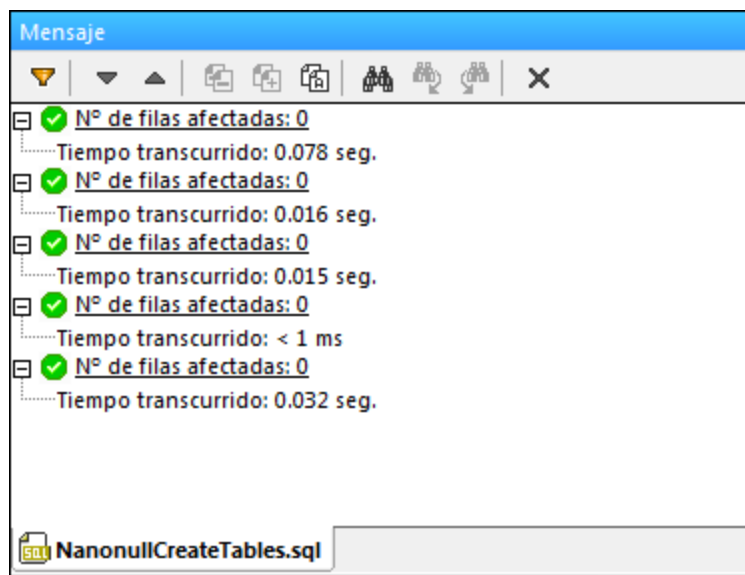 Mensaje
Nº de filas afectadas: 0
Tiempo transcurrido: 0.078 seg.
Nº de filas afectadas: 0
Tiempo transcurrido: 0.016 seg.
Nº de filas afectadas: 0
Tiempo transcurrido: 0.015 seg.
Nº de filas afectadas: 0
Tiempo transcurrido: < 1 ms
Nº de filas afectadas: 0
Tiempo transcurrido: 0.032 seg.
NanonullCreateTables.sql